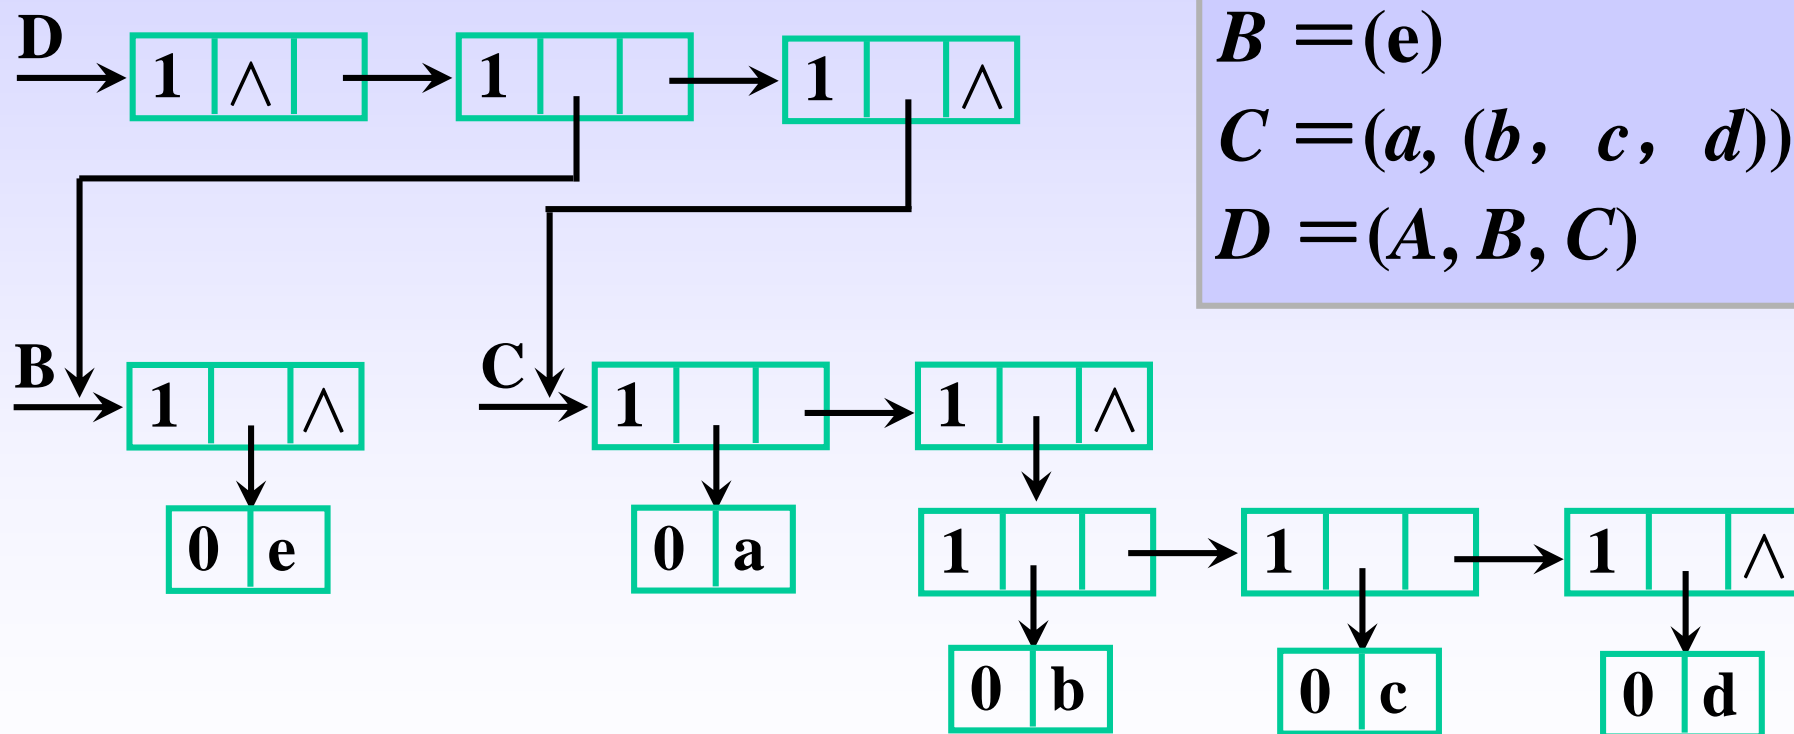 D 1 ∧ 1 1 ∧
B =(e)
C =(a, (b, c, d))
D =(A, B, C)
B 1 ∧ C 1 1 ∧
0 e 0 a 1 1 1 ∧
0 b 0 c 0 d